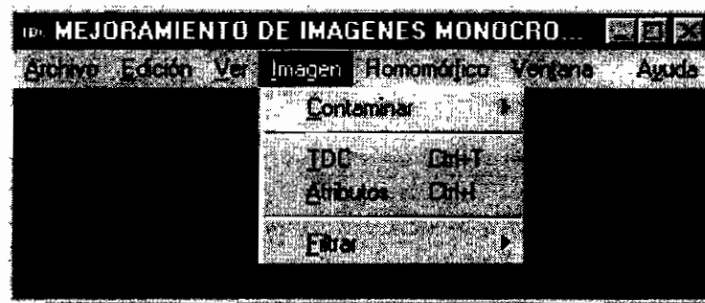 MEJORAMIENTO DE IMAGENES MONOCRO...
Archivo Edición Ver Imagen Homomórfico Ventana Ayuda
Contaminar
TDC Ctrl+T
Atributos Ctrl+I
Filtrar